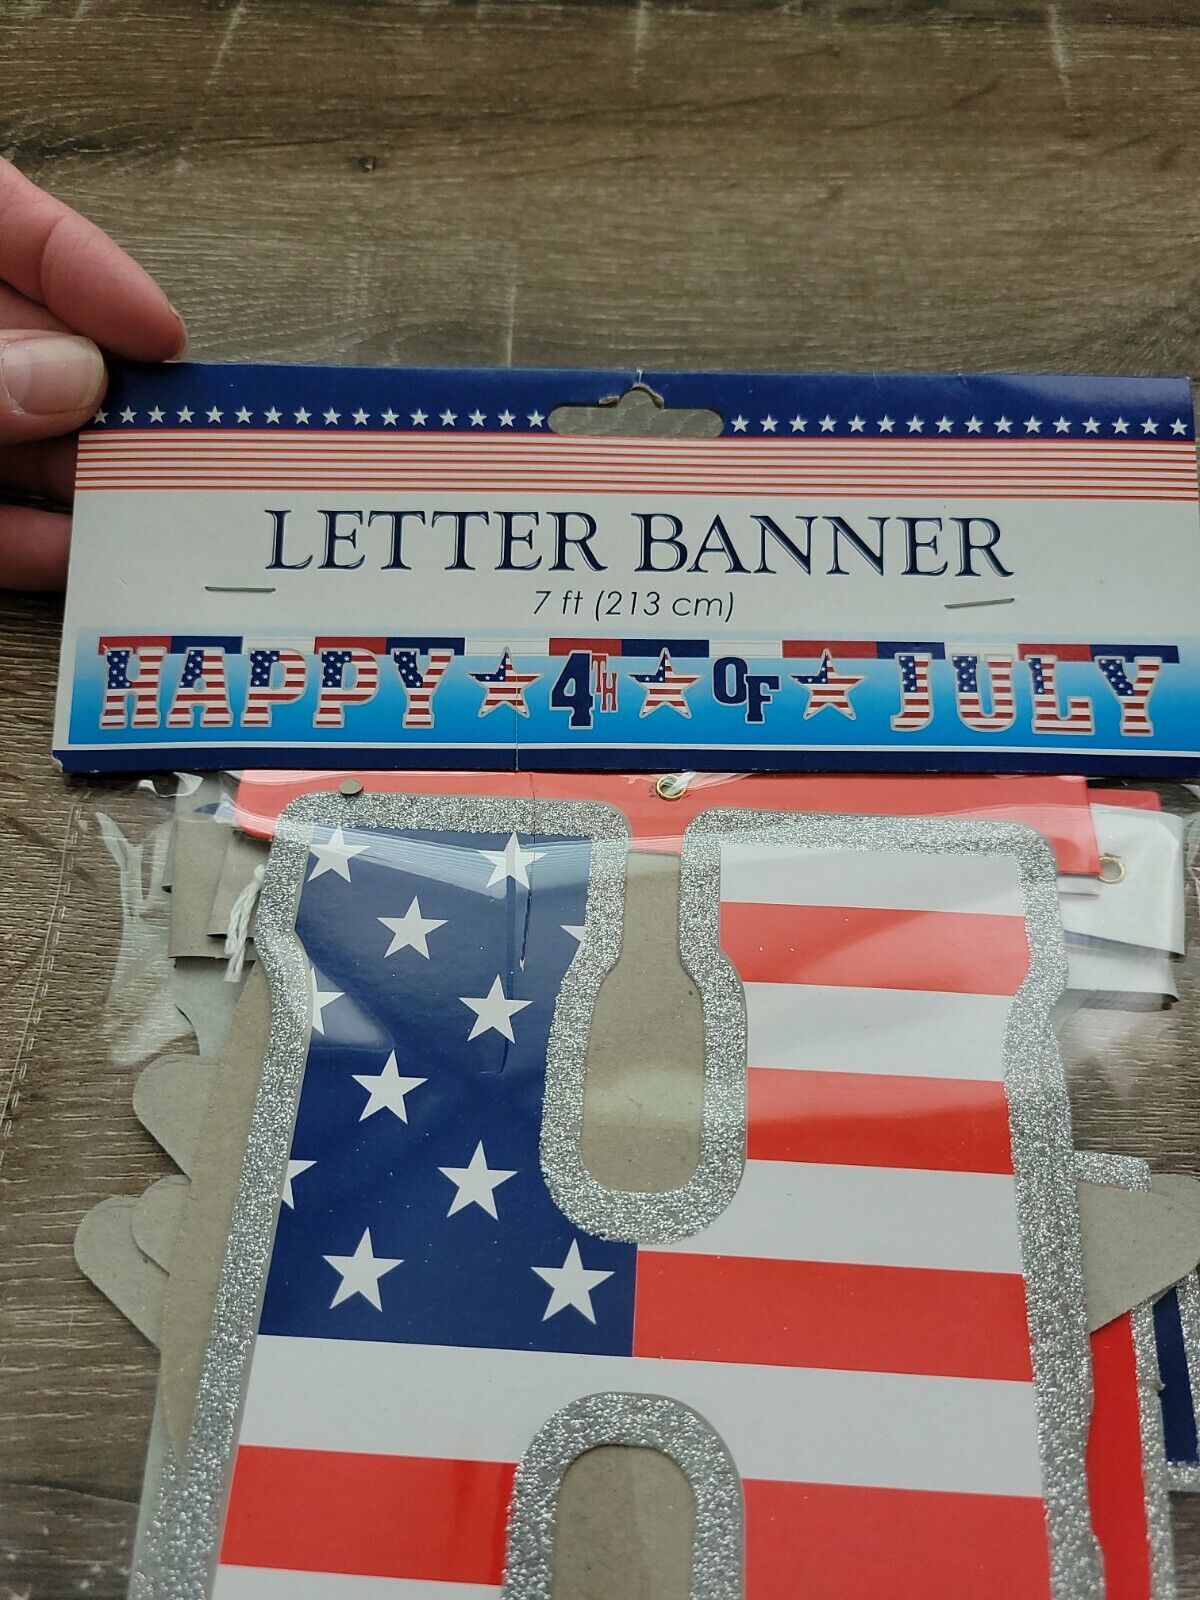 LETTER BANNER
7 ft (213 cm)
HAPPY 4TH OF JULY
H